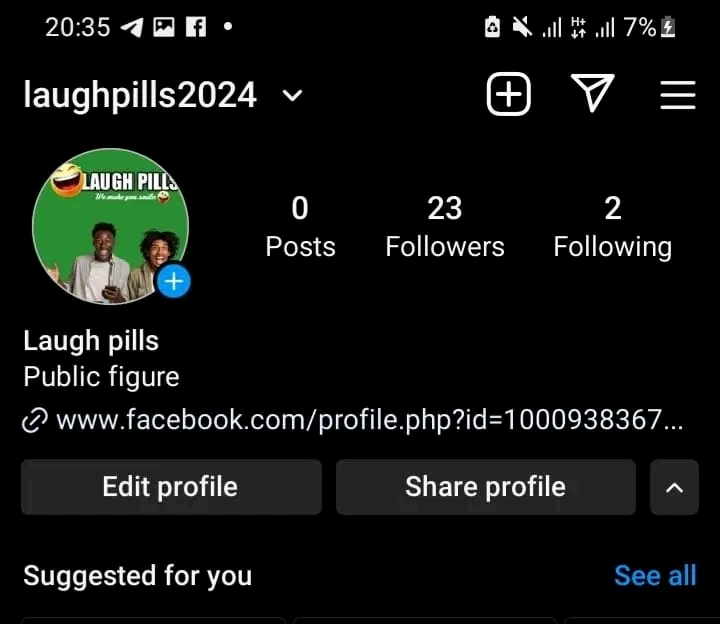 20:35 7%
laughpills2024
LAUGH PILLS
We make you smile
0 23 2
Posts Followers Following
Laugh pills
Public figure
www.facebook.com/profile.php?id=1000938367...
Edit profile Share profile
Suggested for you See all